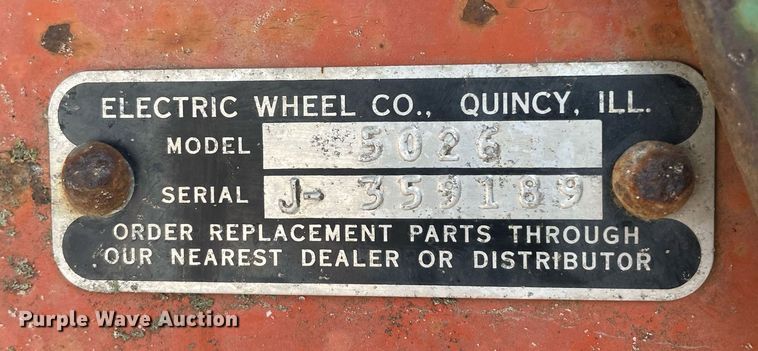 ELECTRIC WHEEL CO., QUINCY, ILL.
MODEL 5026
SERIAL J- 359189
ORDER REPLACEMENT PARTS THROUGH
OUR NEAREST DEALER OR DISTRIBUTOR
Purple Wave Auction